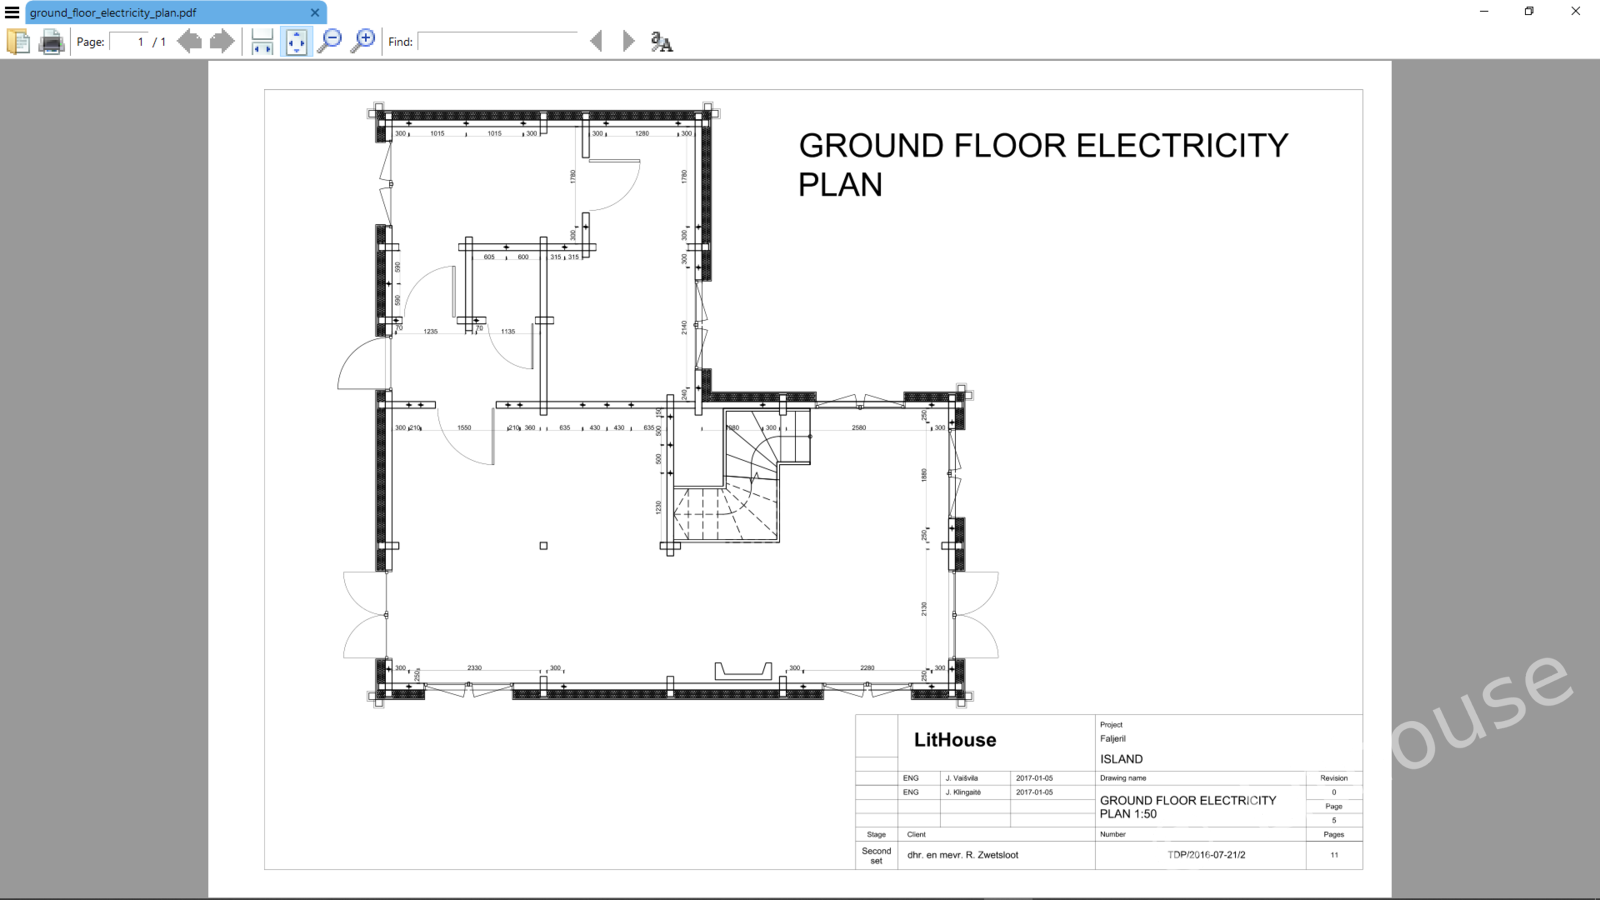 ground_floor_electricity_plan.pdf
Page: 1 / 1 Find:
GROUND FLOOR ELECTRICITY
PLAN
300 1015 1015 300 300 1280 300
1780 1780
300 300
605 600 315 315
590 300
590
70 70
1235 1135
2140
240
300 210 1550 210 360 635 430 430 635 150 1080 300 2580 250 300
500
500
1880
1230
250
2130
300 2330 300 300 2280 300
250 250
LitHouse
Project
Faljeril
ISLAND
ENG J. Vaišvila 2017-01-05 Drawing name Revision
ENG J. Klingaitė 2017-01-05 0
GROUND FLOOR ELECTRICITY
PLAN 1:50
Page
5
Stage Client Number Pages
Second
set
dhr. en mevr. R. Zwetsloot TDP/2016-07-21/2 11
ouse